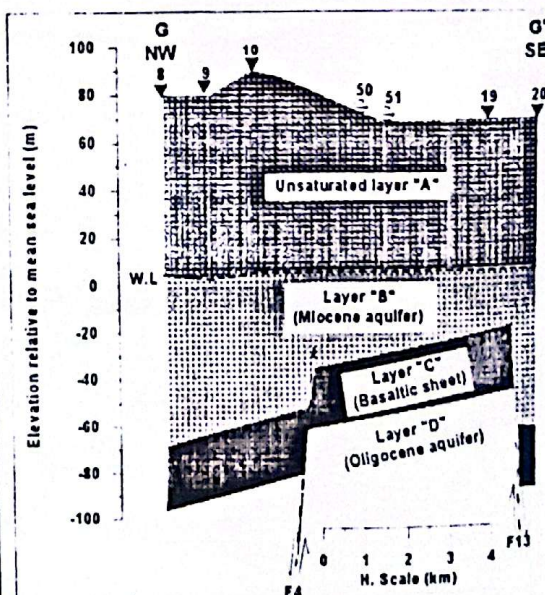 G
NW
G'
SE
8
9
10
50
51
19
20
Elevation relative to mean sea level (m)
100
80
60
40
20
0
-20
-40
-60
-80
-100
W.L
Unsaturated layer "A"
Layer "B"
(Miocene aquifer)
Layer "C"
(Basaltic sheet)
Layer "D"
(Oligocene aquifer)
F4
F13
0 1 2 3 4
H. Scale (km)